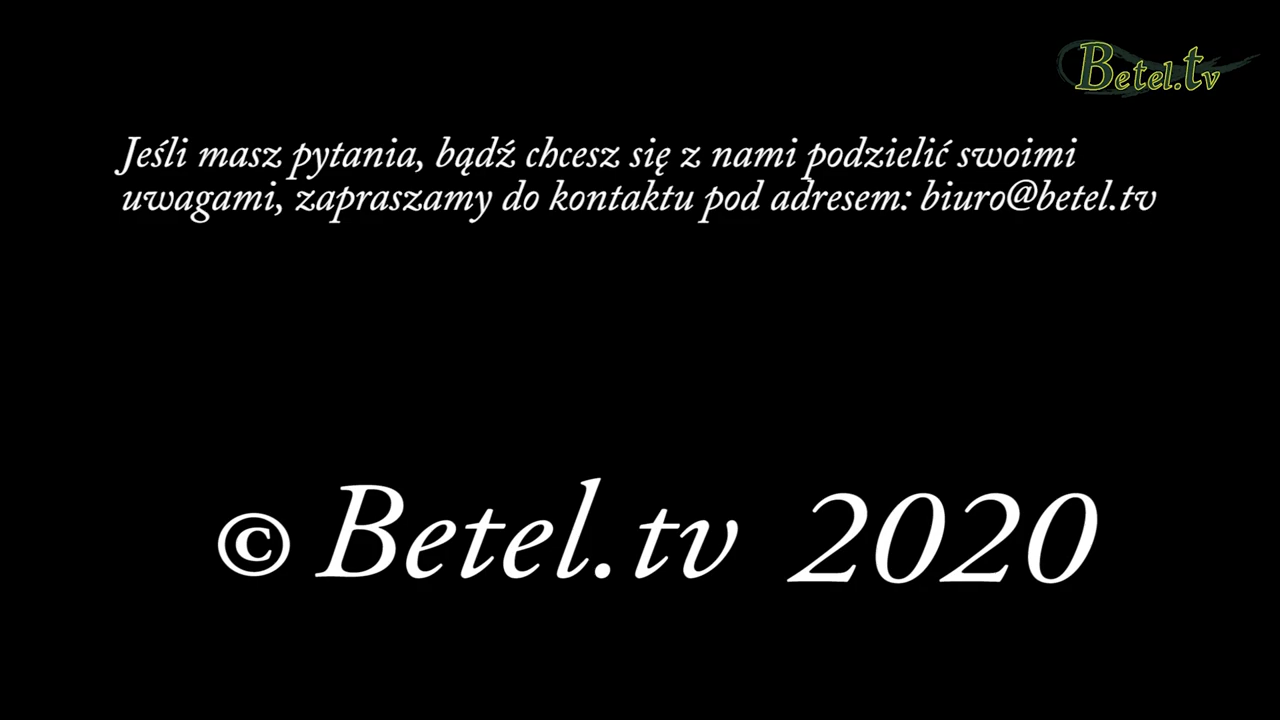 Betel.tv
Jeśli masz pytania, bądź chcesz się z nami podzielić swoimi
uwagami, zapraszamy do kontaktu pod adresem: biuro@betel.tv
© Betel.tv 2020